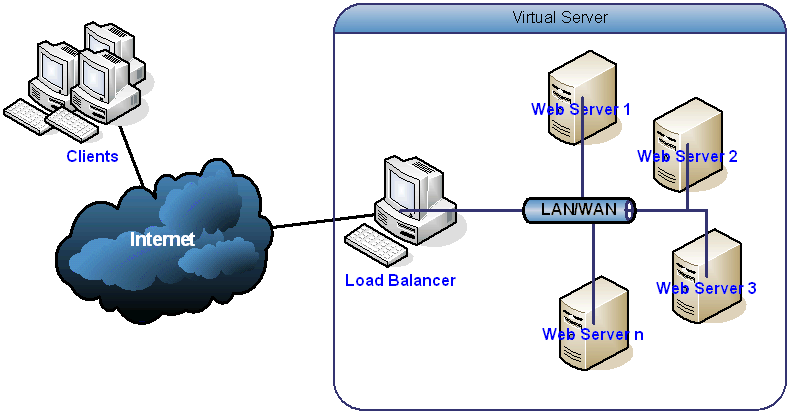 Virtual Server
Web Server 1
Clients
Web Server 2
LAN/WAN
Internet
Load Balancer
Web Server 3
Web Server n